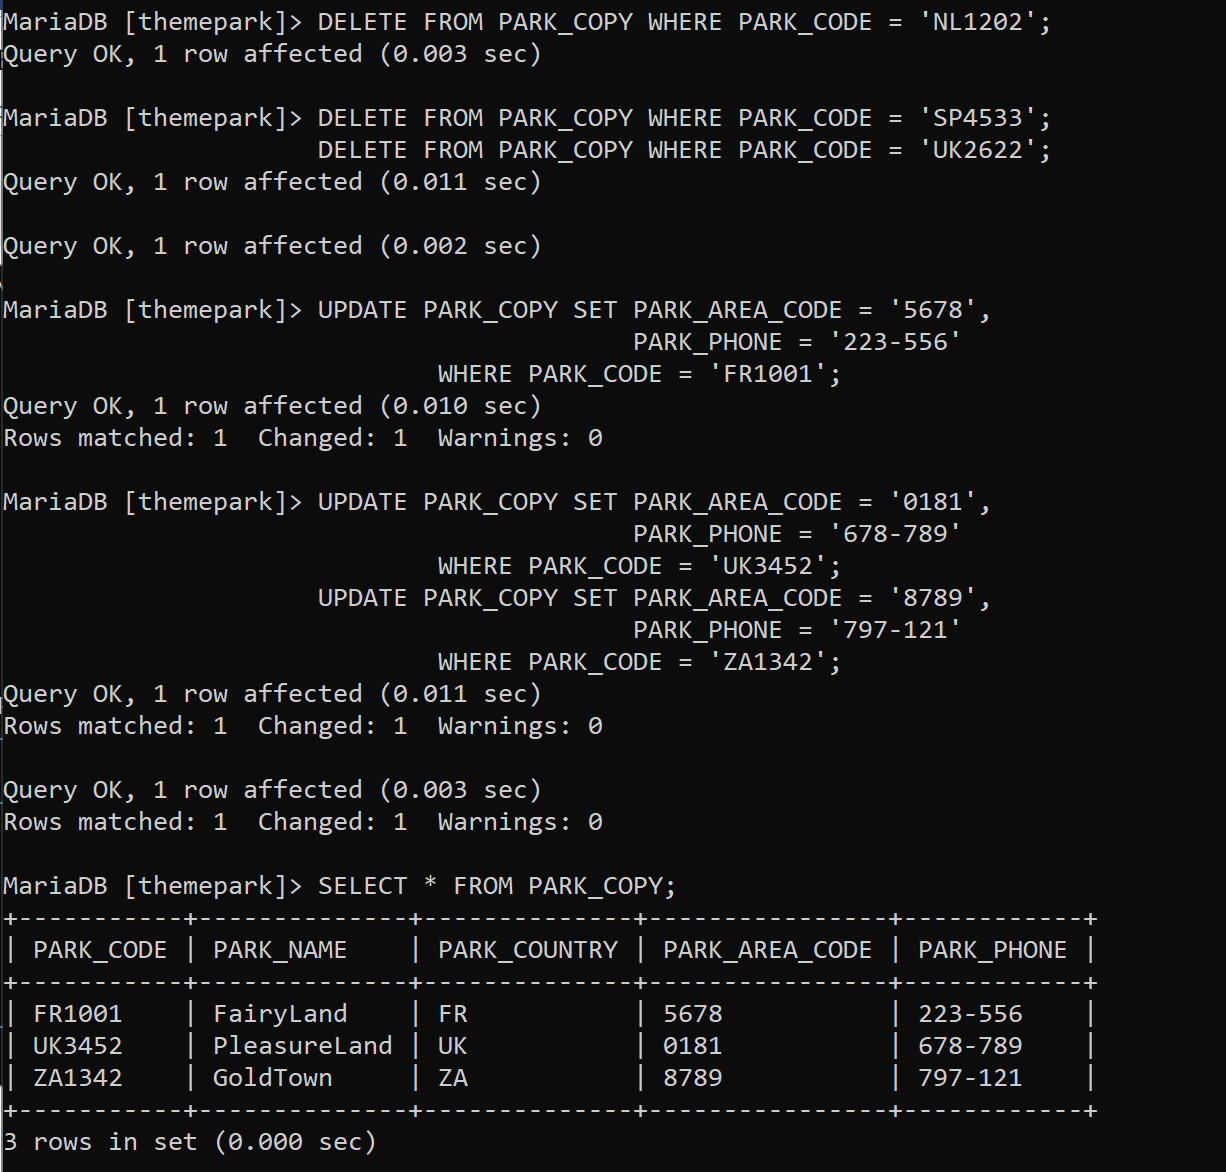 MariaDB [themepark]> DELETE FROM PARK_COPY WHERE PARK_CODE = 'NL1202';
Query OK, 1 row affected (0.003 sec)

MariaDB [themepark]> DELETE FROM PARK_COPY WHERE PARK_CODE = 'SP4533';
                     DELETE FROM PARK_COPY WHERE PARK_CODE = 'UK2622';
Query OK, 1 row affected (0.011 sec)

Query OK, 1 row affected (0.002 sec)

MariaDB [themepark]> UPDATE PARK_COPY SET PARK_AREA_CODE = '5678',
                                          PARK_PHONE = '223-556'
                             WHERE PARK_CODE = 'FR1001';
Query OK, 1 row affected (0.010 sec)
Rows matched: 1  Changed: 1  Warnings: 0

MariaDB [themepark]> UPDATE PARK_COPY SET PARK_AREA_CODE = '0181',
                                          PARK_PHONE = '678-789'
                             WHERE PARK_CODE = 'UK3452';
                     UPDATE PARK_COPY SET PARK_AREA_CODE = '8789',
                                          PARK_PHONE = '797-121'
                             WHERE PARK_CODE = 'ZA1342';
Query OK, 1 row affected (0.011 sec)
Rows matched: 1  Changed: 1  Warnings: 0

Query OK, 1 row affected (0.003 sec)
Rows matched: 1  Changed: 1  Warnings: 0

MariaDB [themepark]> SELECT * FROM PARK_COPY;
+-----------+--------------+--------------+----------------+------------+
| PARK_CODE | PARK_NAME    | PARK_COUNTRY | PARK_AREA_CODE | PARK_PHONE |
+-----------+--------------+--------------+----------------+------------+
| FR1001    | FairyLand    | FR           | 5678           | 223-556    |
| UK3452    | PleasureLand | UK           | 0181           | 678-789    |
| ZA1342    | GoldTown     | ZA           | 8789           | 797-121    |
+-----------+--------------+--------------+----------------+------------+
3 rows in set (0.000 sec)